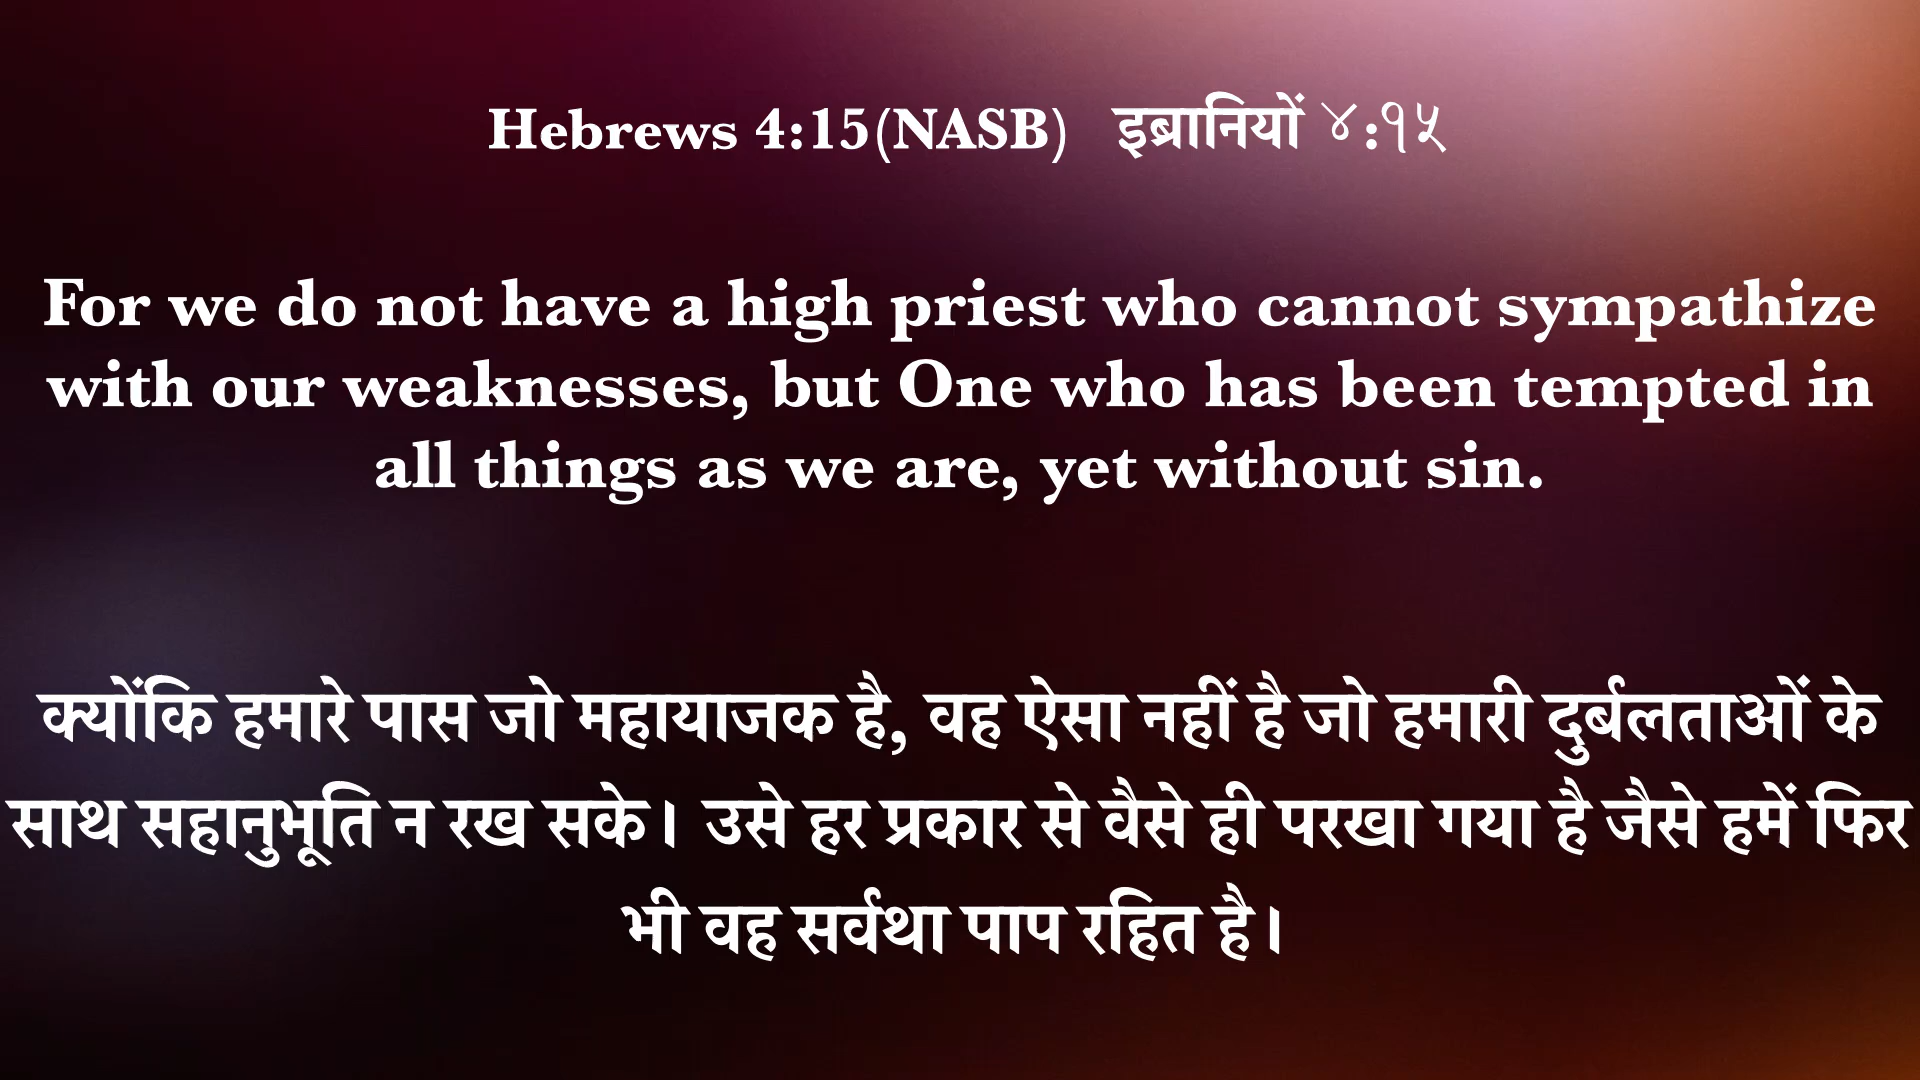 Hebrews 4:15(NASB) इब्रानियों ४:१५
For we do not have a high priest who cannot sympathize
with our weaknesses, but One who has been tempted in
all things as we are, yet without sin.
क्योंकि हमारे पास जो महायाजक है, वह ऐसा नहीं है जो हमारी दुर्बलताओं के
साथ सहानुभूति न रख सके। उसे हर प्रकार से वैसे ही परखा गया है जैसे हमें फिर
भी वह सर्वथा पाप रहित है।